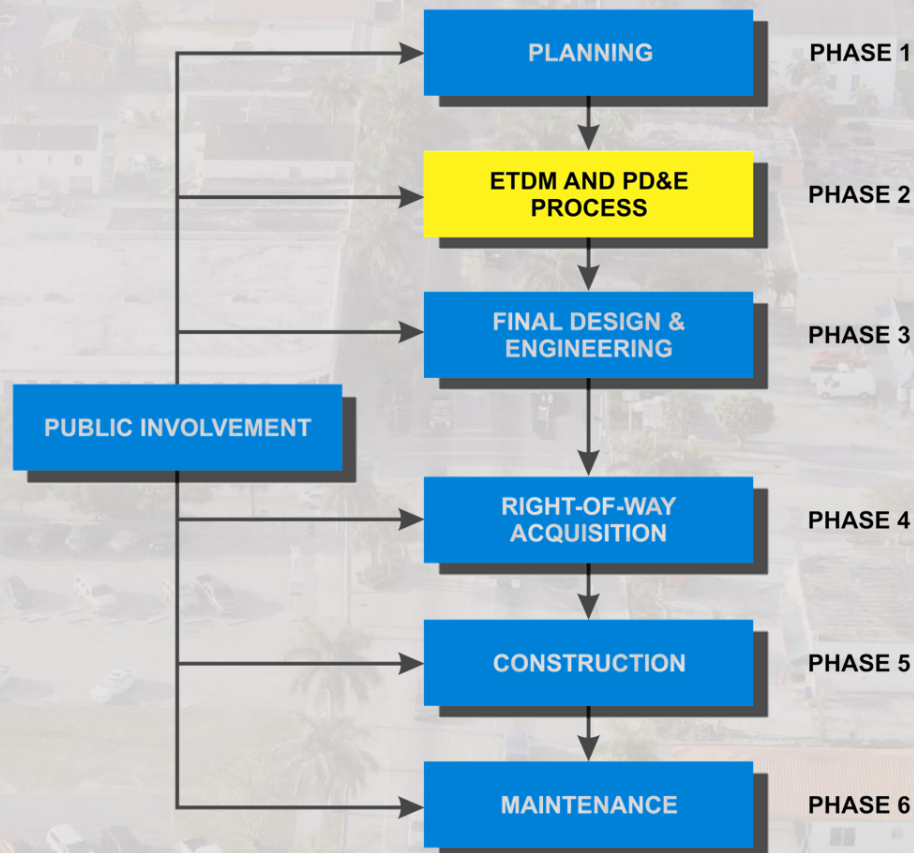 PLANNING
PHASE 1
ETDM AND PD&E
PROCESS
PHASE 2
FINAL DESIGN &
ENGINEERING
PHASE 3
PUBLIC INVOLVEMENT
RIGHT-OF-WAY
ACQUISITION
PHASE 4
CONSTRUCTION
PHASE 5
MAINTENANCE
PHASE 6